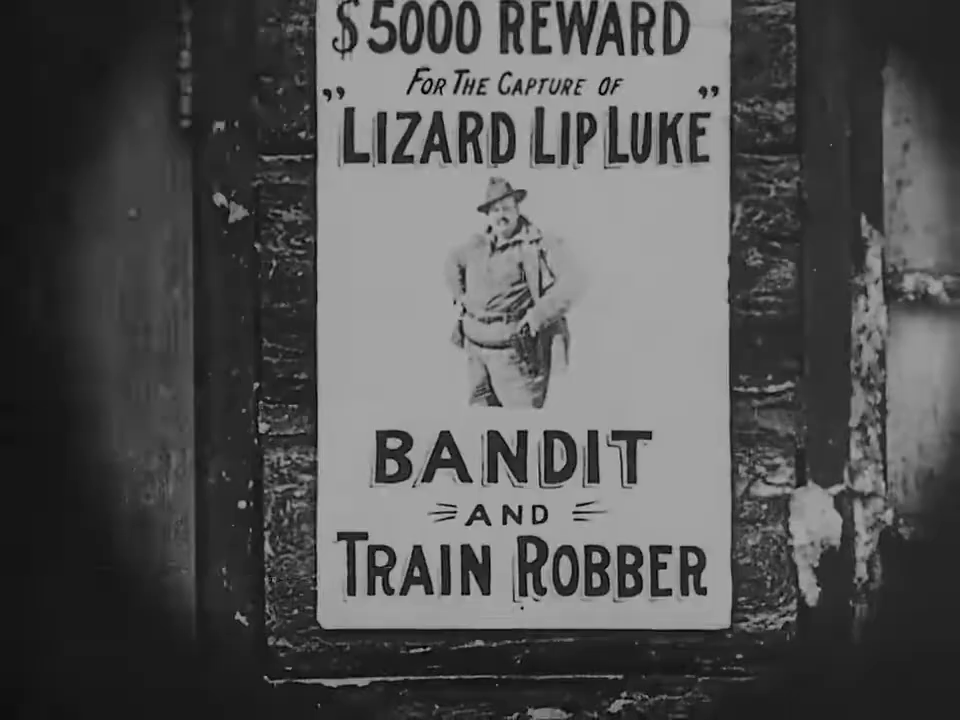 $5000 REWARD
FOR THE CAPTURE OF
„ LIZARD LIP LUKE ”
BANDIT
AND
TRAIN ROBBER